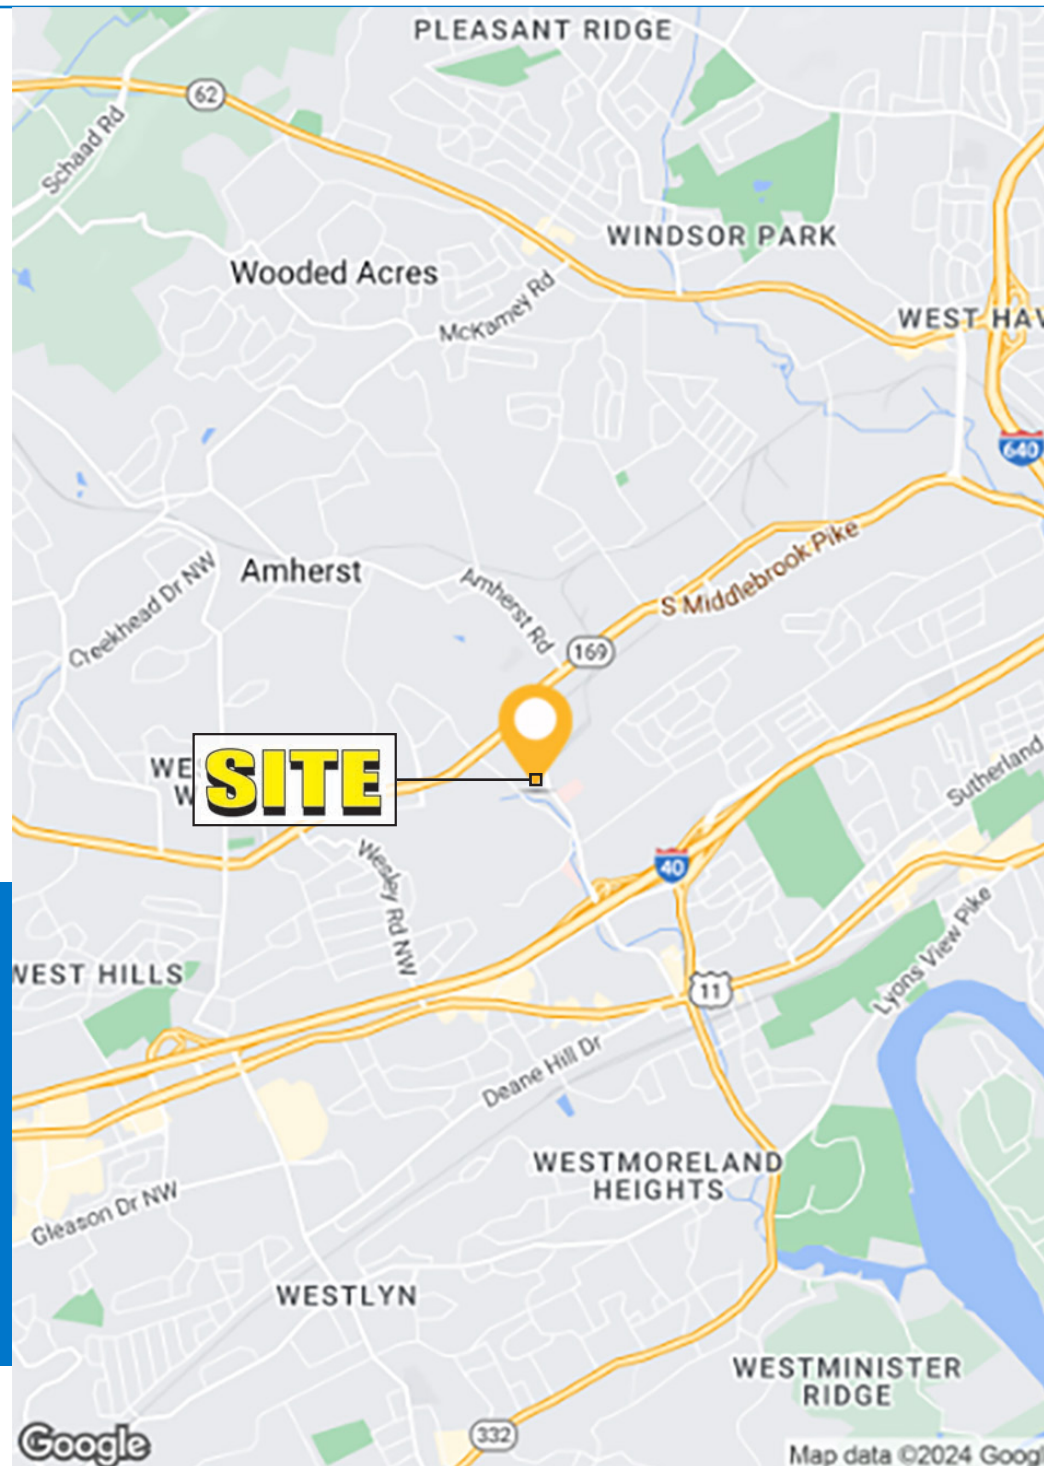 PLEASANT RIDGE
62
Schaad Rd
WINDSOR PARK
Wooded Acres
McKamey Rd
WEST HAV
640
S Middlebrook Pike
Creekhead Dr NW
Amherst
Amherst Rd
169
WE
W
SITE
Sutherland
Wesley Rd NW
40
Lyons View Pike
WEST HILLS
11
Deane Hill Dr
WESTMORELAND
HEIGHTS
Gleason Dr NW
WESTLYN
WESTMINISTER
RIDGE
332
Google
Map data ©2024 Googl